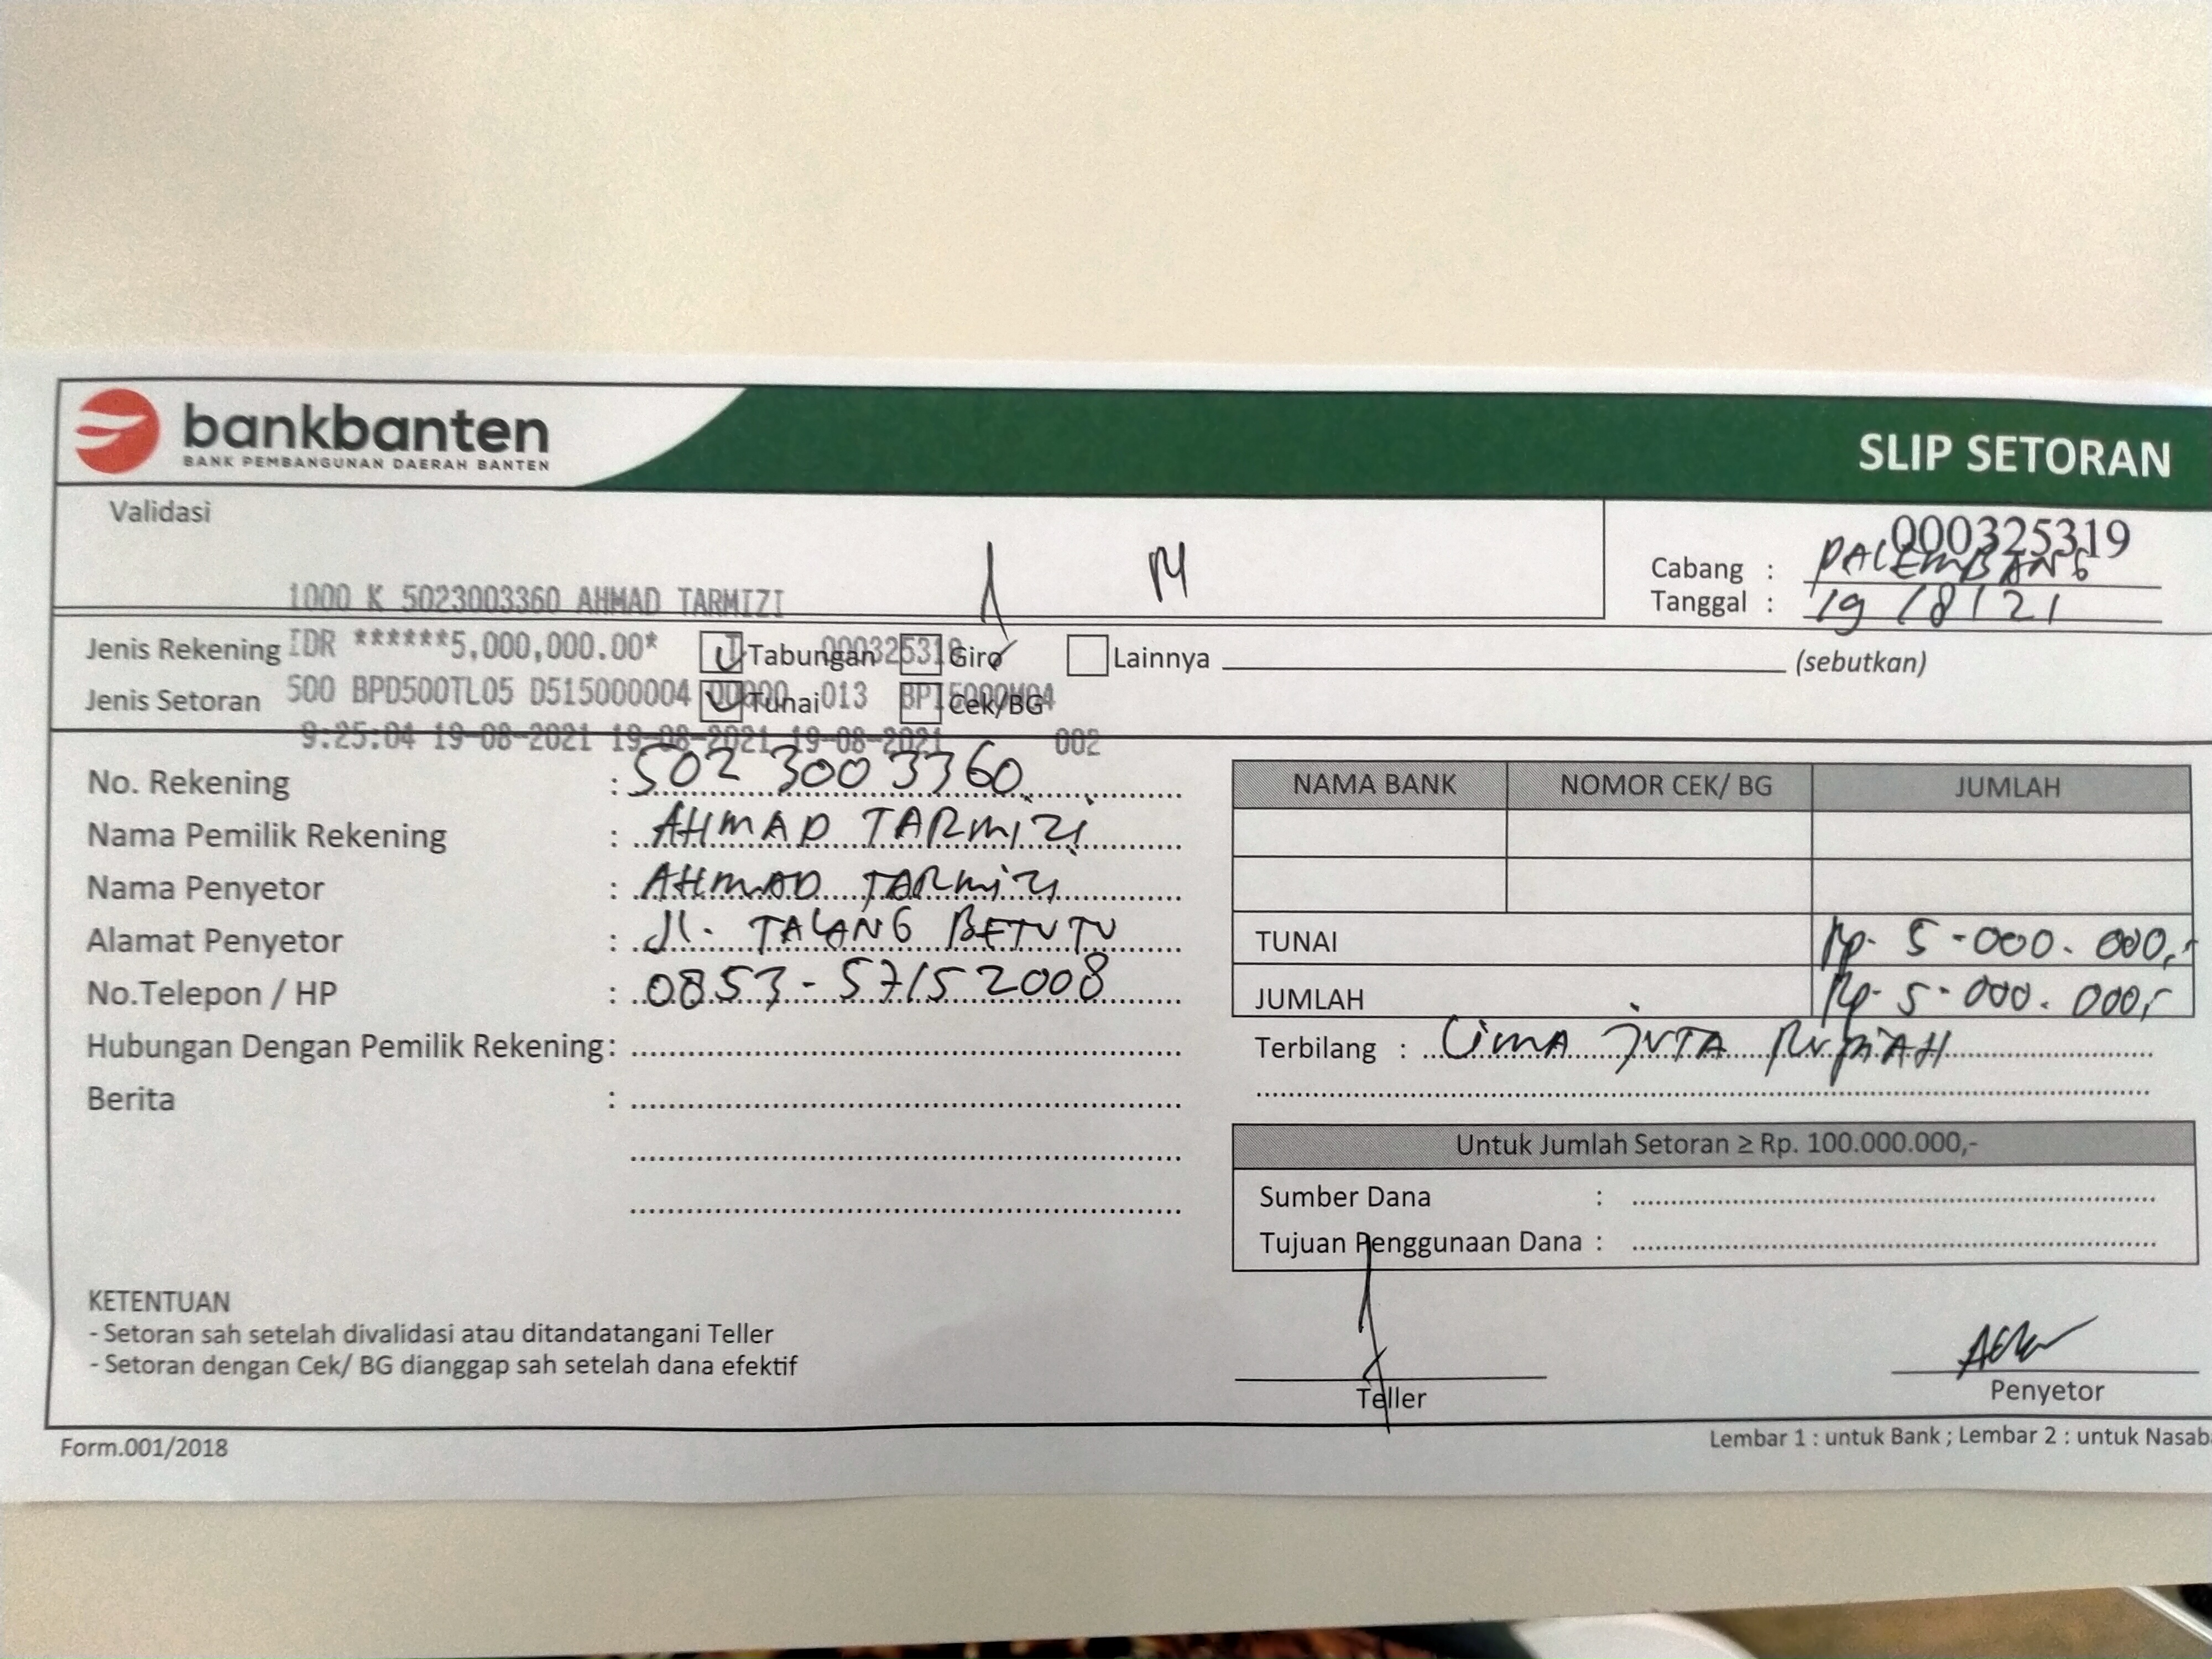 bankbanten
BANK PEMBANGUNAN DAERAH BANTEN
SLIP SETORAN
Validasi
000325319
Cabang : PALEMBANG
Tanggal : 19/8/21
1000 K 5023003360 AHMAD TARMIZI
Jenis Rekening IDR ******5,000,000.00* Tabungan Giro Lainnya (sebutkan)
Jenis Setoran 500 BPD500TL05 D515000004 Tunai 013 Cek/BG
9:25:04 19-08-2021 19-08-2021 19-08-2021 002
No. Rekening : 502 300 3360
Nama Pemilik Rekening : AHMAD TARMIZI
Nama Penyetor : AHMAD TARMIZI
Alamat Penyetor : Jl. TALANG BETUTU
No.Telepon / HP : 0853-57152008
Hubungan Dengan Pemilik Rekening :
Berita :
NAMA BANK NOMOR CEK/ BG JUMLAH
TUNAI Rp. 5-000.000,-
JUMLAH Rp. 5.000.000,-
Terbilang : Lima juTA RupiAH
Untuk Jumlah Setoran ≥ Rp. 100.000.000,-
Sumber Dana :
Tujuan Penggunaan Dana :
KETENTUAN
- Setoran sah setelah divalidasi atau ditandatangani Teller
- Setoran dengan Cek/ BG dianggap sah setelah dana efektif
Teller
Penyetor
Form.001/2018
Lembar 1 : untuk Bank ; Lembar 2 : untuk Nasab